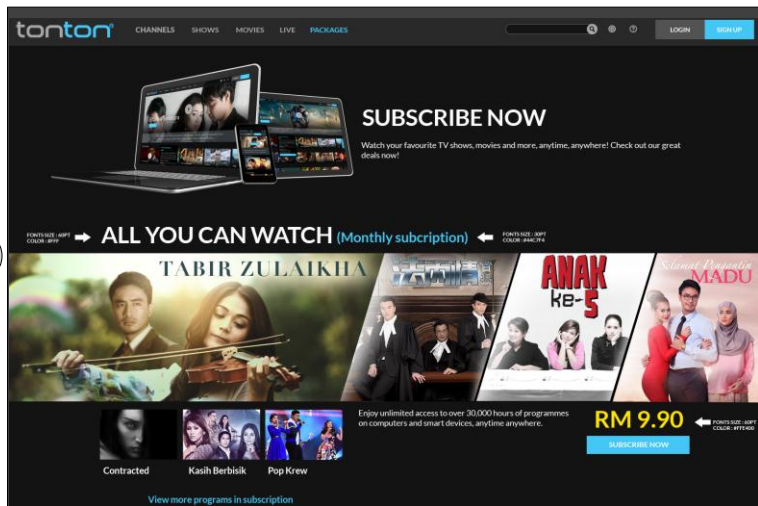 tonton
CHANNELS SHOWS MOVIES LIVE PACKAGES
LOGIN SIGN UP
SUBSCRIBE NOW
Watch your favourite TV shows, movies and more, anytime, anywhere! Check out our great
deals now!
FONTS SIZE : 60PT
COLOR : #FFF
ALL YOU CAN WATCH (Monthly subcription)
FONTS SIZE : 30PT
COLOR : #44C7F4
TABIR ZULAIKHA
ANAK
ke-5
Selamat Pengantin
MADU
Enjoy unlimited access to over 30,000 hours of programmes
on computers and smart devices, anytime anywhere.
RM 9.90
FONTS SIZE : 60PT
COLOR : #FFE400
SUBSCRIBE NOW
Contracted Kasih Berbisik Pop Krew
View more programs in subscription